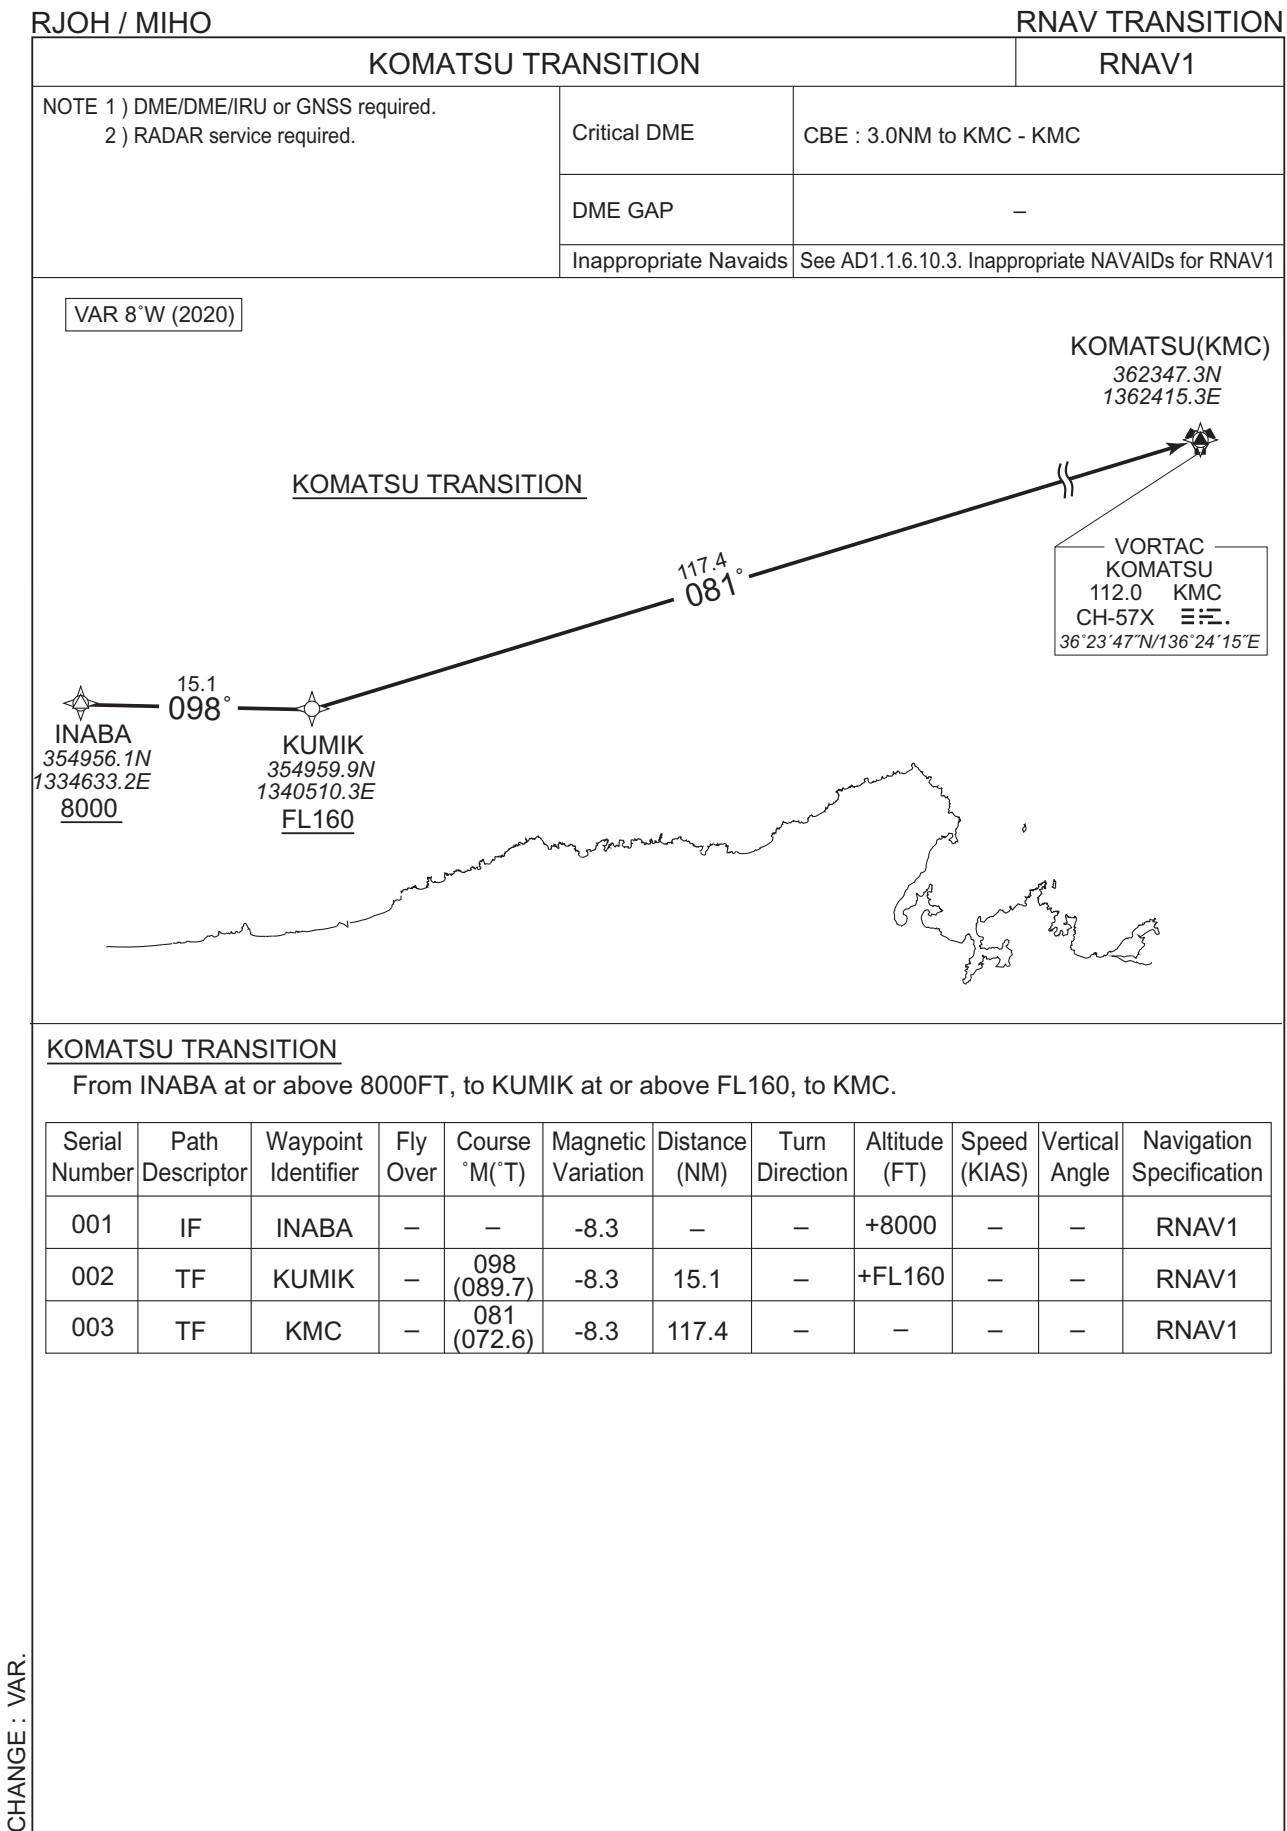 RJOH / MIHO
RNAV TRANSITION
KOMATSU TRANSITION
RNAV1
NOTE 1 ) DME/DME/IRU or GNSS required.
2 ) RADAR service required.
Critical DME
CBE : 3.0NM to KMC - KMC
DME GAP
–
Inappropriate Navaids
See AD1.1.6.10.3. Inappropriate NAVAIDs for RNAV1
VAR 8˚W (2020)
KOMATSU(KMC)
362347.3N
1362415.3E
KOMATSU TRANSITION
117.4
081˚
VORTAC
KOMATSU
112.0 KMC
CH-57X
36˚23´47˝N/136˚24´15˝E
15.1
098˚
INABA
354956.1N
1334633.2E
8000
KUMIK
354959.9N
1340510.3E
FL160
KOMATSU TRANSITION
From INABA at or above 8000FT, to KUMIK at or above FL160, to KMC.
Serial Number Path Descriptor Waypoint Identifier Fly Over Course ˚M(˚T) Magnetic Variation Distance (NM) Turn Direction Altitude (FT) Speed (KIAS) Vertical Angle Navigation Specification
001 IF INABA – – -8.3 – – +8000 – – RNAV1
002 TF KUMIK – 098 (089.7) -8.3 15.1 – +FL160 – – RNAV1
003 TF KMC – 081 (072.6) -8.3 117.4 – – – – RNAV1
CHANGE : VAR.